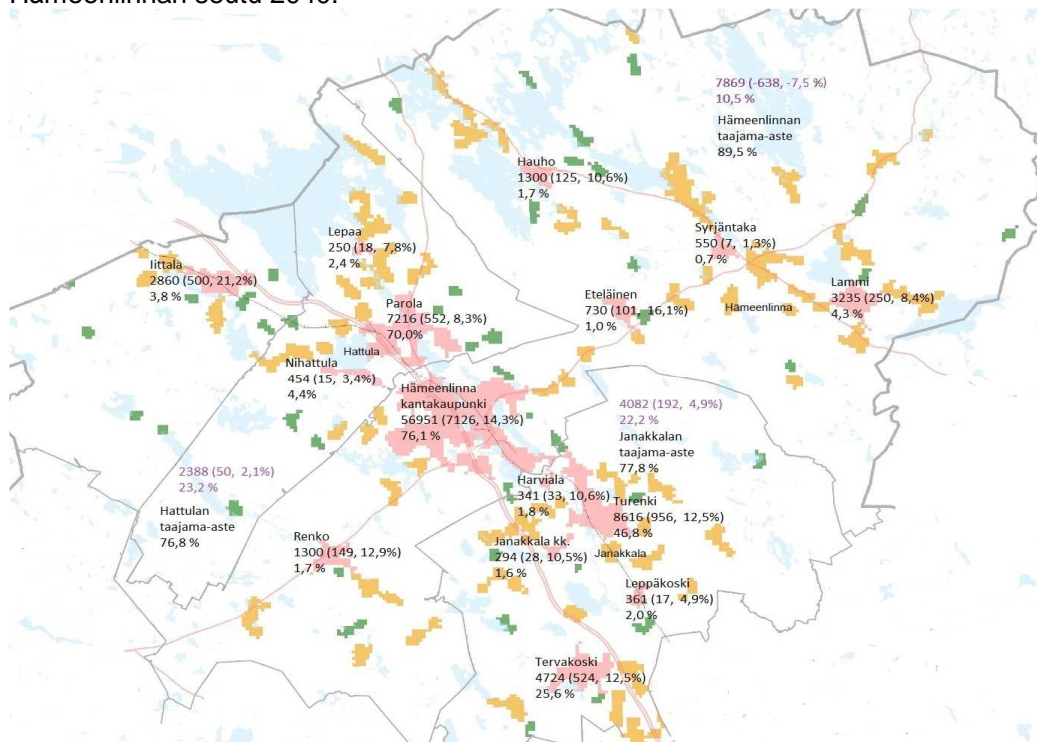 Hämeenlinnan seutu 2040.
7869 (-638, -7,5 %)
10,5 %
Hämeenlinnan
taajama-aste
89,5 %
Hauho
1300 (125, 10,6%)
1,7 %
Syrjäntaka
550 (7, 1,3%)
0,7 %
Lepaa
250 (18, 7,8%)
2,4 %
Iittala
2860 (500, 21,2%)
3,8 %
Parola
7216 (552, 8,3%)
70,0%
Eteläinen
730 (101, 16,1%)
1,0 %
Hämeenlinna
Lammi
3235 (250, 8,4%)
4,3 %
Hattula
Nihattula
454 (15, 3,4%)
4,4 %
Hämeenlinna
kantakaupunki
56951 (7126, 14,3%)
76,1 %
4082 (192, 4,9%)
22,2 %
Janakkalan
taajama-aste
77,8 %
2388 (50, 2,1%)
23,2 %
Hattulan
taajama-aste
76,8 %
Harviala
341 (33, 10,6%)
1,8 %
Turenki
8616 (956, 12,5%)
46,8 %
Renko
1300 (149, 12,9%)
1,7 %
Janakkala kk.
294 (28, 10,5%)
1,6 %
Janakkala
Leppäkoski
361 (17, 4,9%)
2,0 %
Tervakoski
4724 (524, 12,5%)
25,6 %